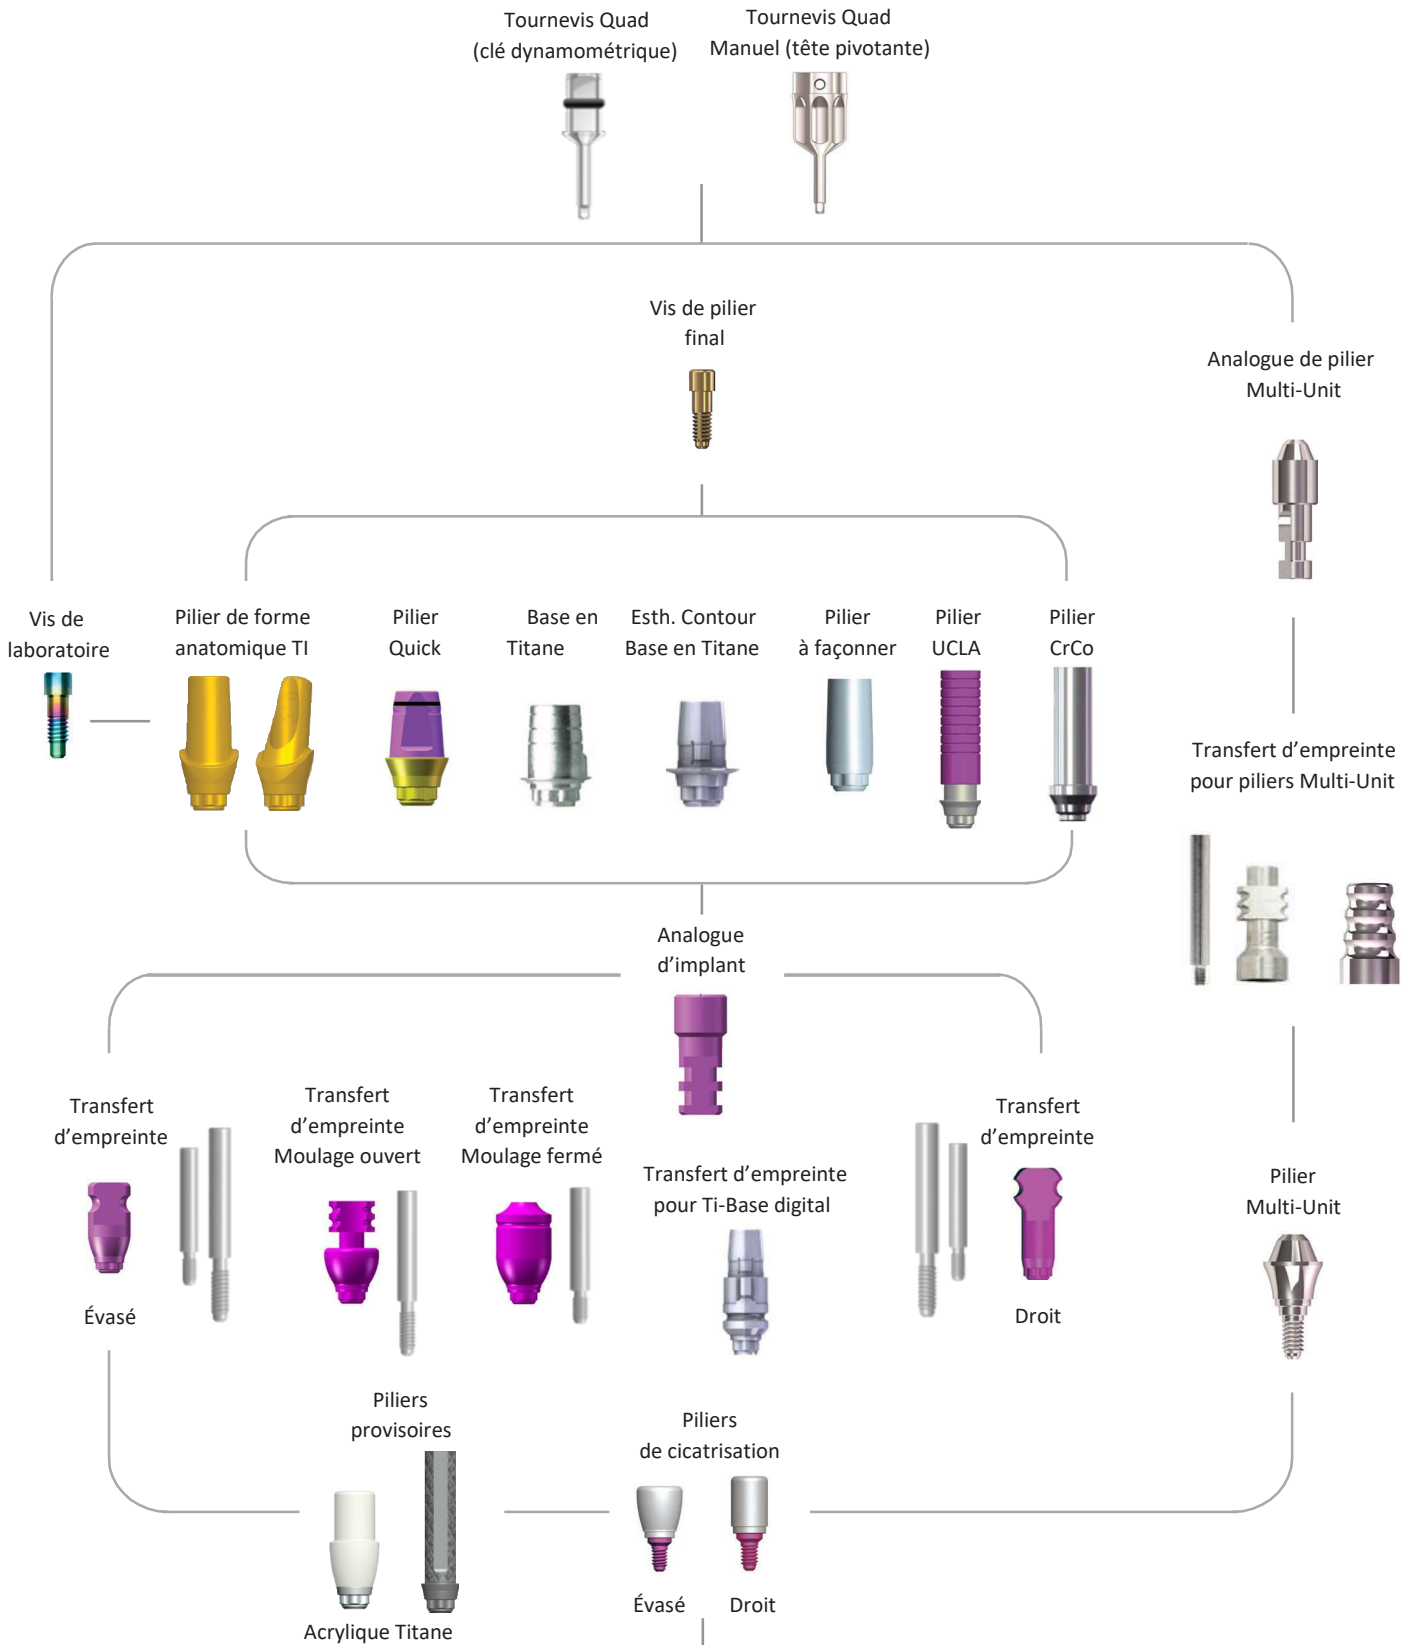 Tournevis Quad
(clé dynamométrique)
Tournevis Quad
Manuel (tête pivotante)
Vis de pilier
final
Analogue de pilier
Multi-Unit
Vis de
laboratoire
Pilier de forme
anatomique TI
Pilier
Quick
Base en
Titane
Esth. Contour
Base en Titane
Pilier
à façonner
Pilier
UCLA
Pilier
CrCo
Transfert d’empreinte
pour piliers Multi-Unit
Analogue
d’implant
Transfert
d’empreinte
Évasé
Transfert
d’empreinte
Moulage ouvert
Transfert
d’empreinte
Moulage fermé
Transfert d’empreinte
pour Ti-Base digital
Transfert
d’empreinte
Droit
Pilier
Multi-Unit
Piliers
provisoires
Acrylique Titane
Piliers
de cicatrisation
Évasé Droit